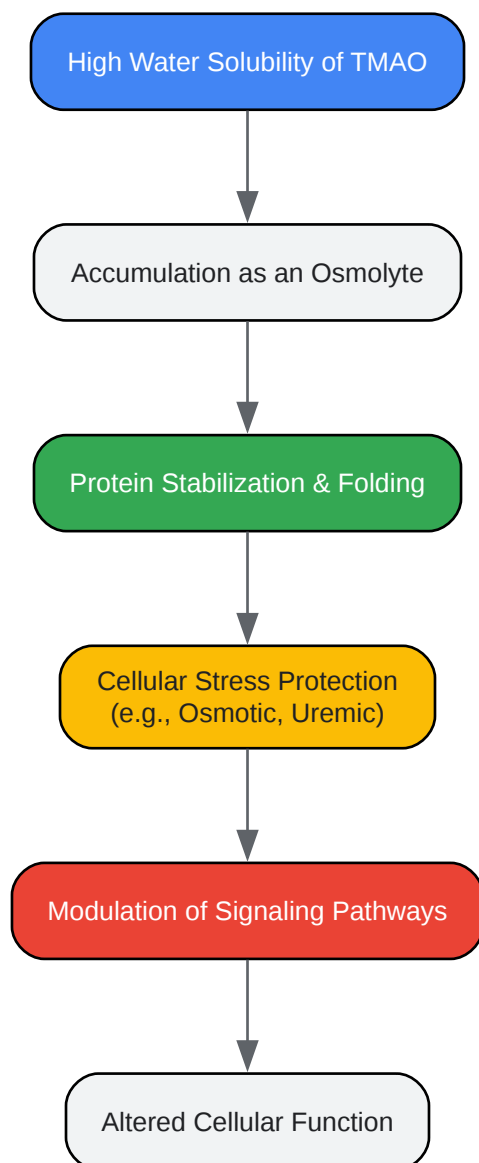 High Water Solubility of TMAO
Accumulation as an Osmolyte
Protein Stabilization & Folding
Cellular Stress Protection
(e.g., Osmotic, Uremic)
Modulation of Signaling Pathways
Altered Cellular Function